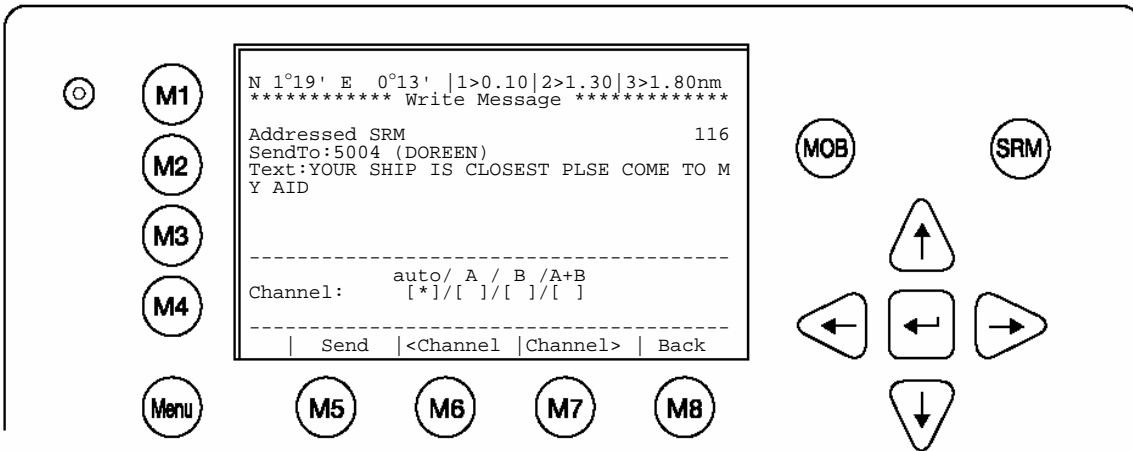 N 1°19' E  0°13' |1>0.10|2>1.30|3>1.80nm
************ Write Message *************
Addressed SRM                        116
SendTo:5004 (DOREEN)
Text:YOUR SHIP IS CLOSEST PLSE COME TO M
Y AID
----------------------------------------
auto/ A / B /A+B
Channel:     [*]/[ ]/[ ]/[ ]
----------------------------------------
| Send |<Channel |Channel> | Back
M1
M2
M3
M4
Menu
M5
M6
M7
M8
MOB
SRM